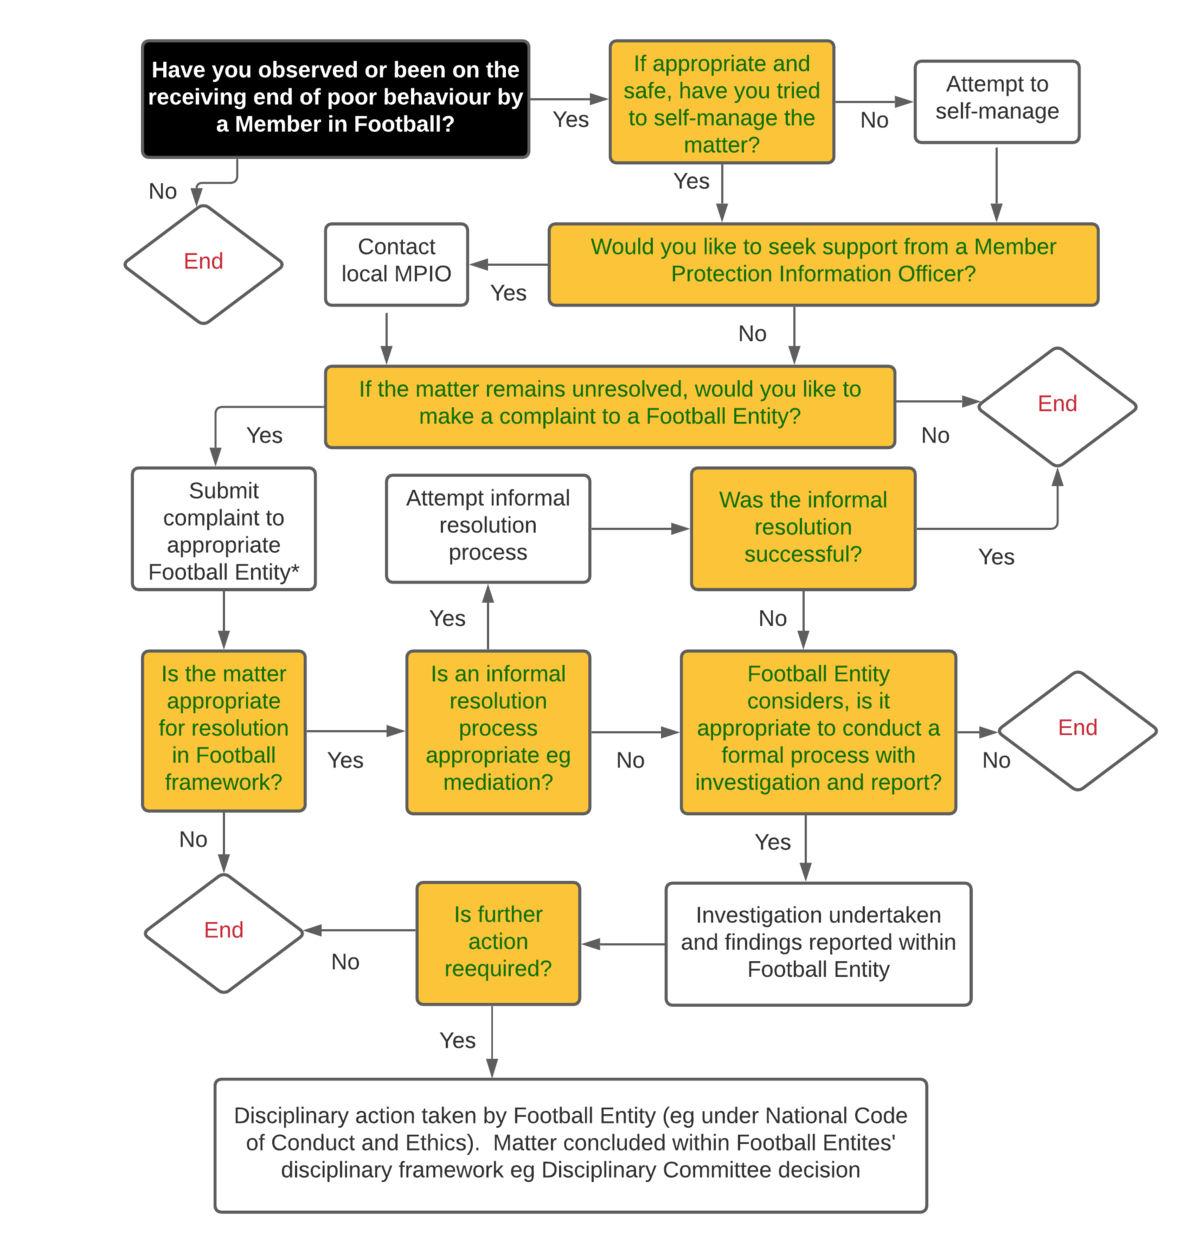 Have you observed or been on the
receiving end of poor behaviour by
a Member in Football?
Yes
If appropriate and
safe, have you tried
to self-manage the
matter?
No
Attempt to
self-manage
No
End
Yes
Would you like to seek support from a Member
Protection Information Officer?
Yes
Contact
local MPIO
No
If the matter remains unresolved, would you like to
make a complaint to a Football Entity?
No
End
Yes
Submit
complaint to
appropriate
Football Entity*
Attempt informal
resolution
process
Was the informal
resolution
successful?
Yes
Yes
No
Is the matter
appropriate
for resolution
in Football
framework?
Yes
Is an informal
resolution
process
appropriate eg
mediation?
No
Football Entity
considers, is it
appropriate to conduct a
formal process with
investigation and report?
No
End
No
Yes
End
No
Is further
action
reequired?
Investigation undertaken
and findings reported within
Football Entity
Yes
Disciplinary action taken by Football Entity (eg under National Code
of Conduct and Ethics).  Matter concluded within Football Entites'
disciplinary framework eg Disciplinary Committee decision